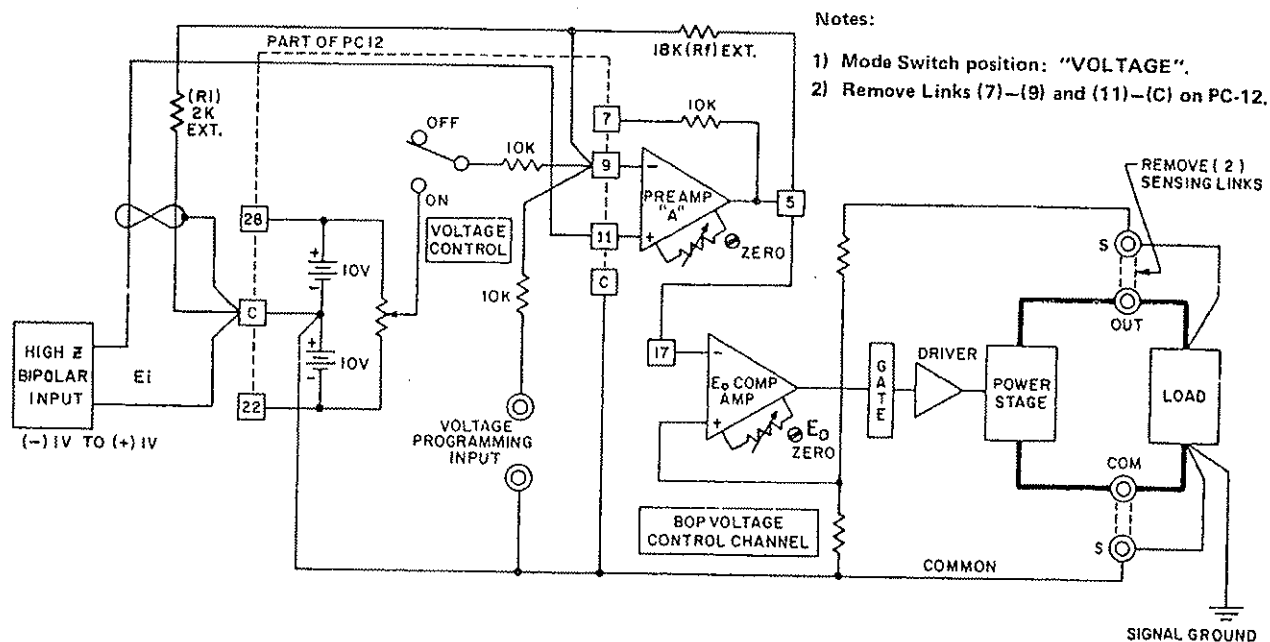 Notes:
1) Mode Switch position: "VOLTAGE".
2) Remove Links (7)–(9) and (11)–(C) on PC-12.
PART OF PC12
18K (Rf) EXT.
(RI)
2K
EXT.
OFF
10K
7
10K
9
−
PREAMP
"A"
5
REMOVE (2)
SENSING LINKS
ON
28
VOLTAGE
CONTROL
11
+
ZERO
S
+
10V
−
C
10K
C
OUT
HIGH Z
BIPOLAR
INPUT
Ei
+
10V
−
17
−
E₀ COMP
AMP
+
GATE
DRIVER
POWER
STAGE
LOAD
22
(−) 1V TO (+) 1V
VOLTAGE
PROGRAMMING
INPUT
E₀
ZERO
COM
BOP VOLTAGE
CONTROL CHANNEL
S
COMMON
SIGNAL GROUND